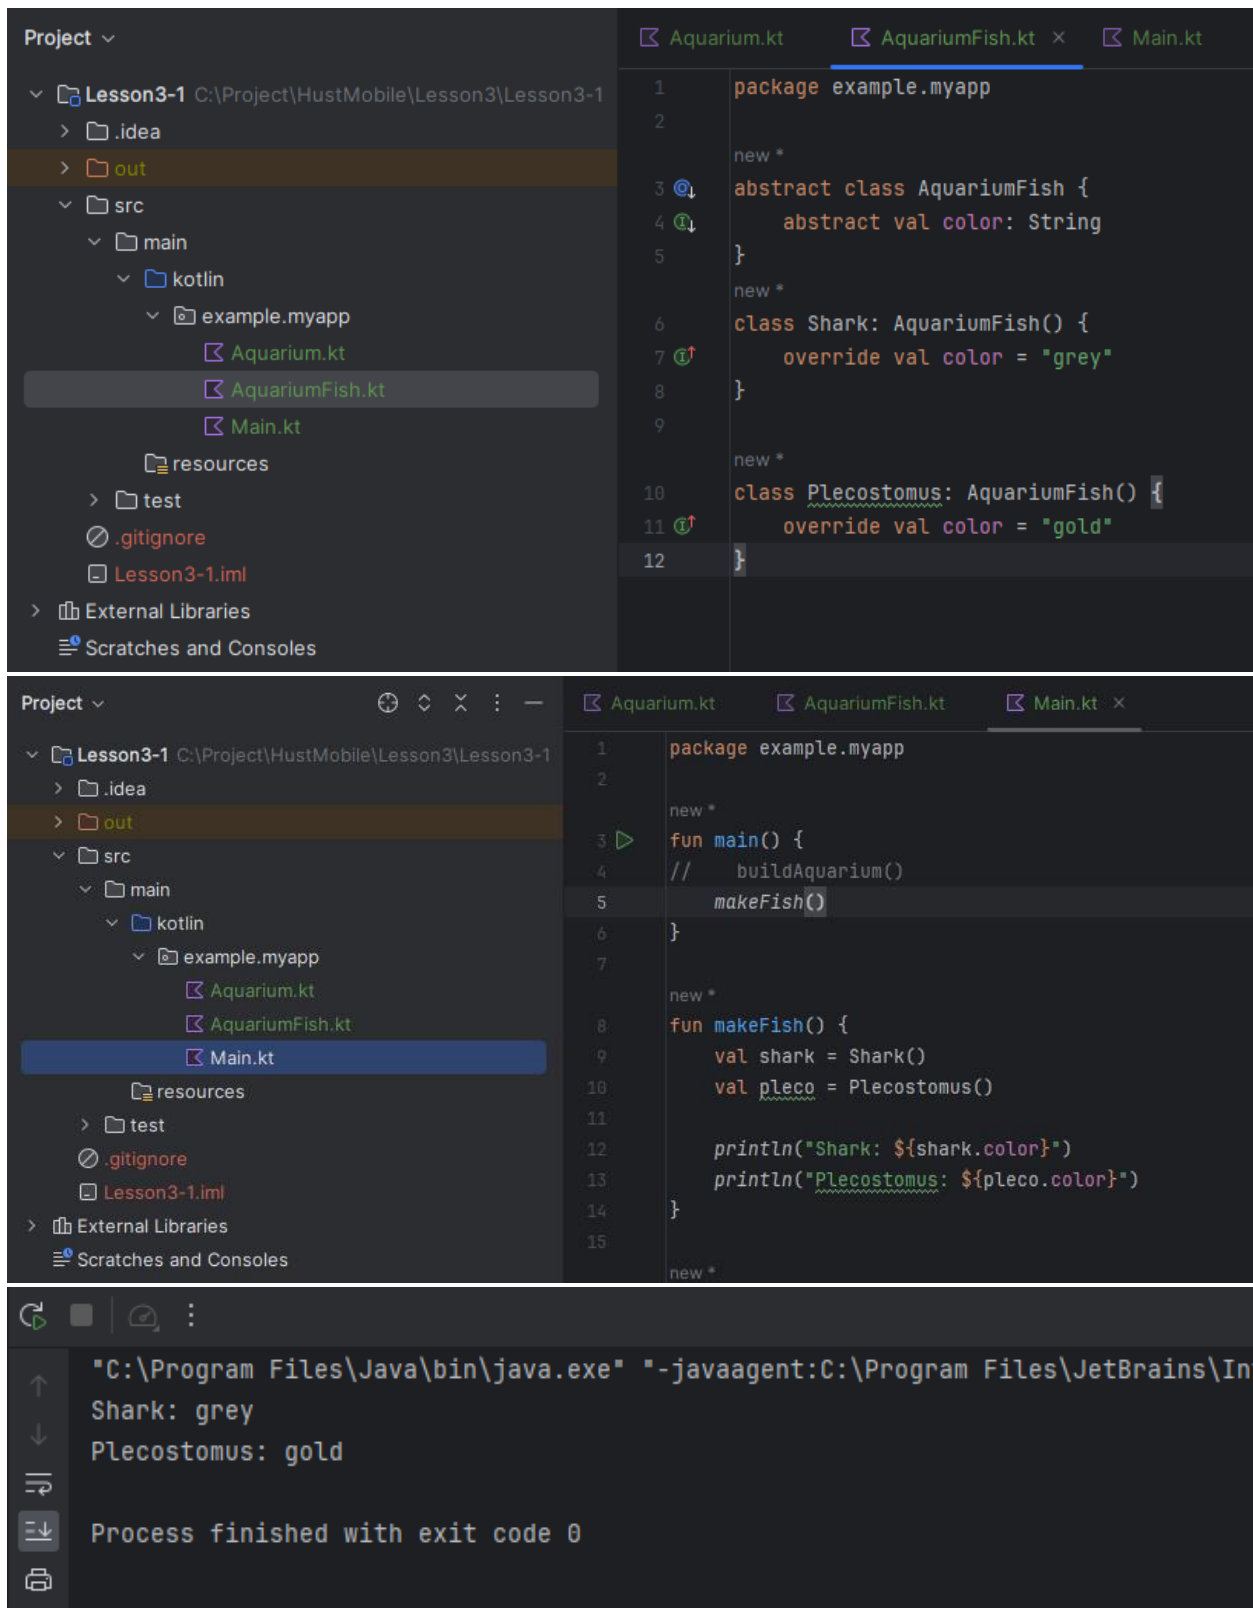 Project
Lesson3-1 C:\Project\HustMobile\Lesson3\Lesson3-1
.idea
out
src
main
kotlin
example.myapp
Aquarium.kt
AquariumFish.kt
Main.kt
resources
test
.gitignore
Lesson3-1.iml
External Libraries
Scratches and Consoles
Aquarium.kt AquariumFish.kt × Main.kt
1 package example.myapp
2
new *
3 abstract class AquariumFish {
4 abstract val color: String
5 }
new *
6 class Shark: AquariumFish() {
7 override val color = "grey"
8 }
9
new *
10 class Plecostomus: AquariumFish() {
11 override val color = "gold"
12 }
Project
Lesson3-1 C:\Project\HustMobile\Lesson3\Lesson3-1
.idea
out
src
main
kotlin
example.myapp
Aquarium.kt
AquariumFish.kt
Main.kt
resources
test
.gitignore
Lesson3-1.iml
External Libraries
Scratches and Consoles
Aquarium.kt AquariumFish.kt Main.kt ×
1 package example.myapp
2
new *
3 fun main() {
4 // buildAquarium()
5 makeFish()
6 }
7
new *
8 fun makeFish() {
9 val shark = Shark()
10 val pleco = Plecostomus()
11
12 println("Shark: ${shark.color}")
13 println("Plecostomus: ${pleco.color}")
14 }
15
new *
"C:\Program Files\Java\bin\java.exe" "-javaagent:C:\Program Files\JetBrains\In
Shark: grey
Plecostomus: gold
Process finished with exit code 0